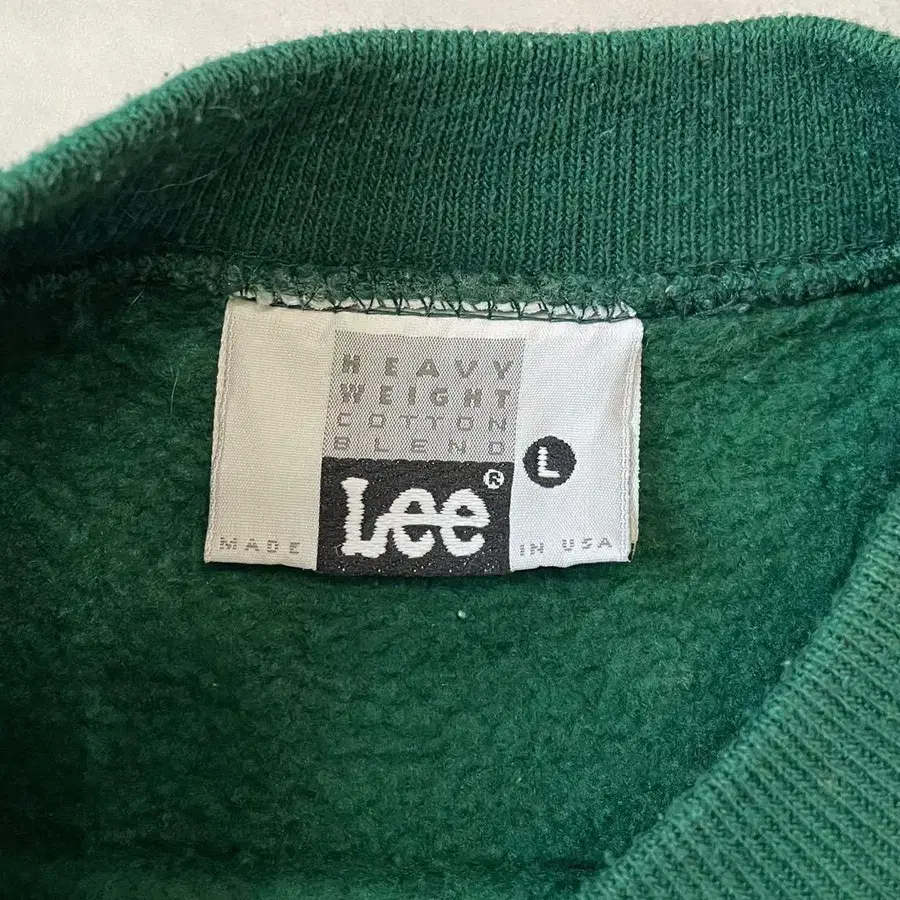 HEAVY
WEIGHT
COTTON
BLEND
L
Lee®
MADE IN USA